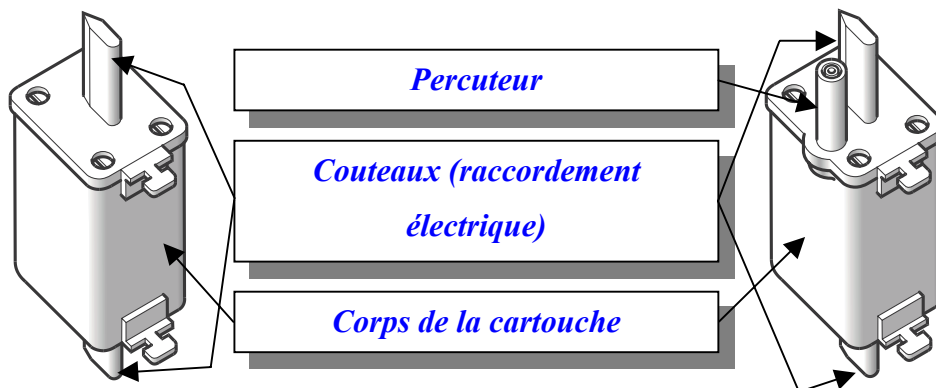 Percuteur
Couteaux (raccordement
électrique)
Corps de la cartouche